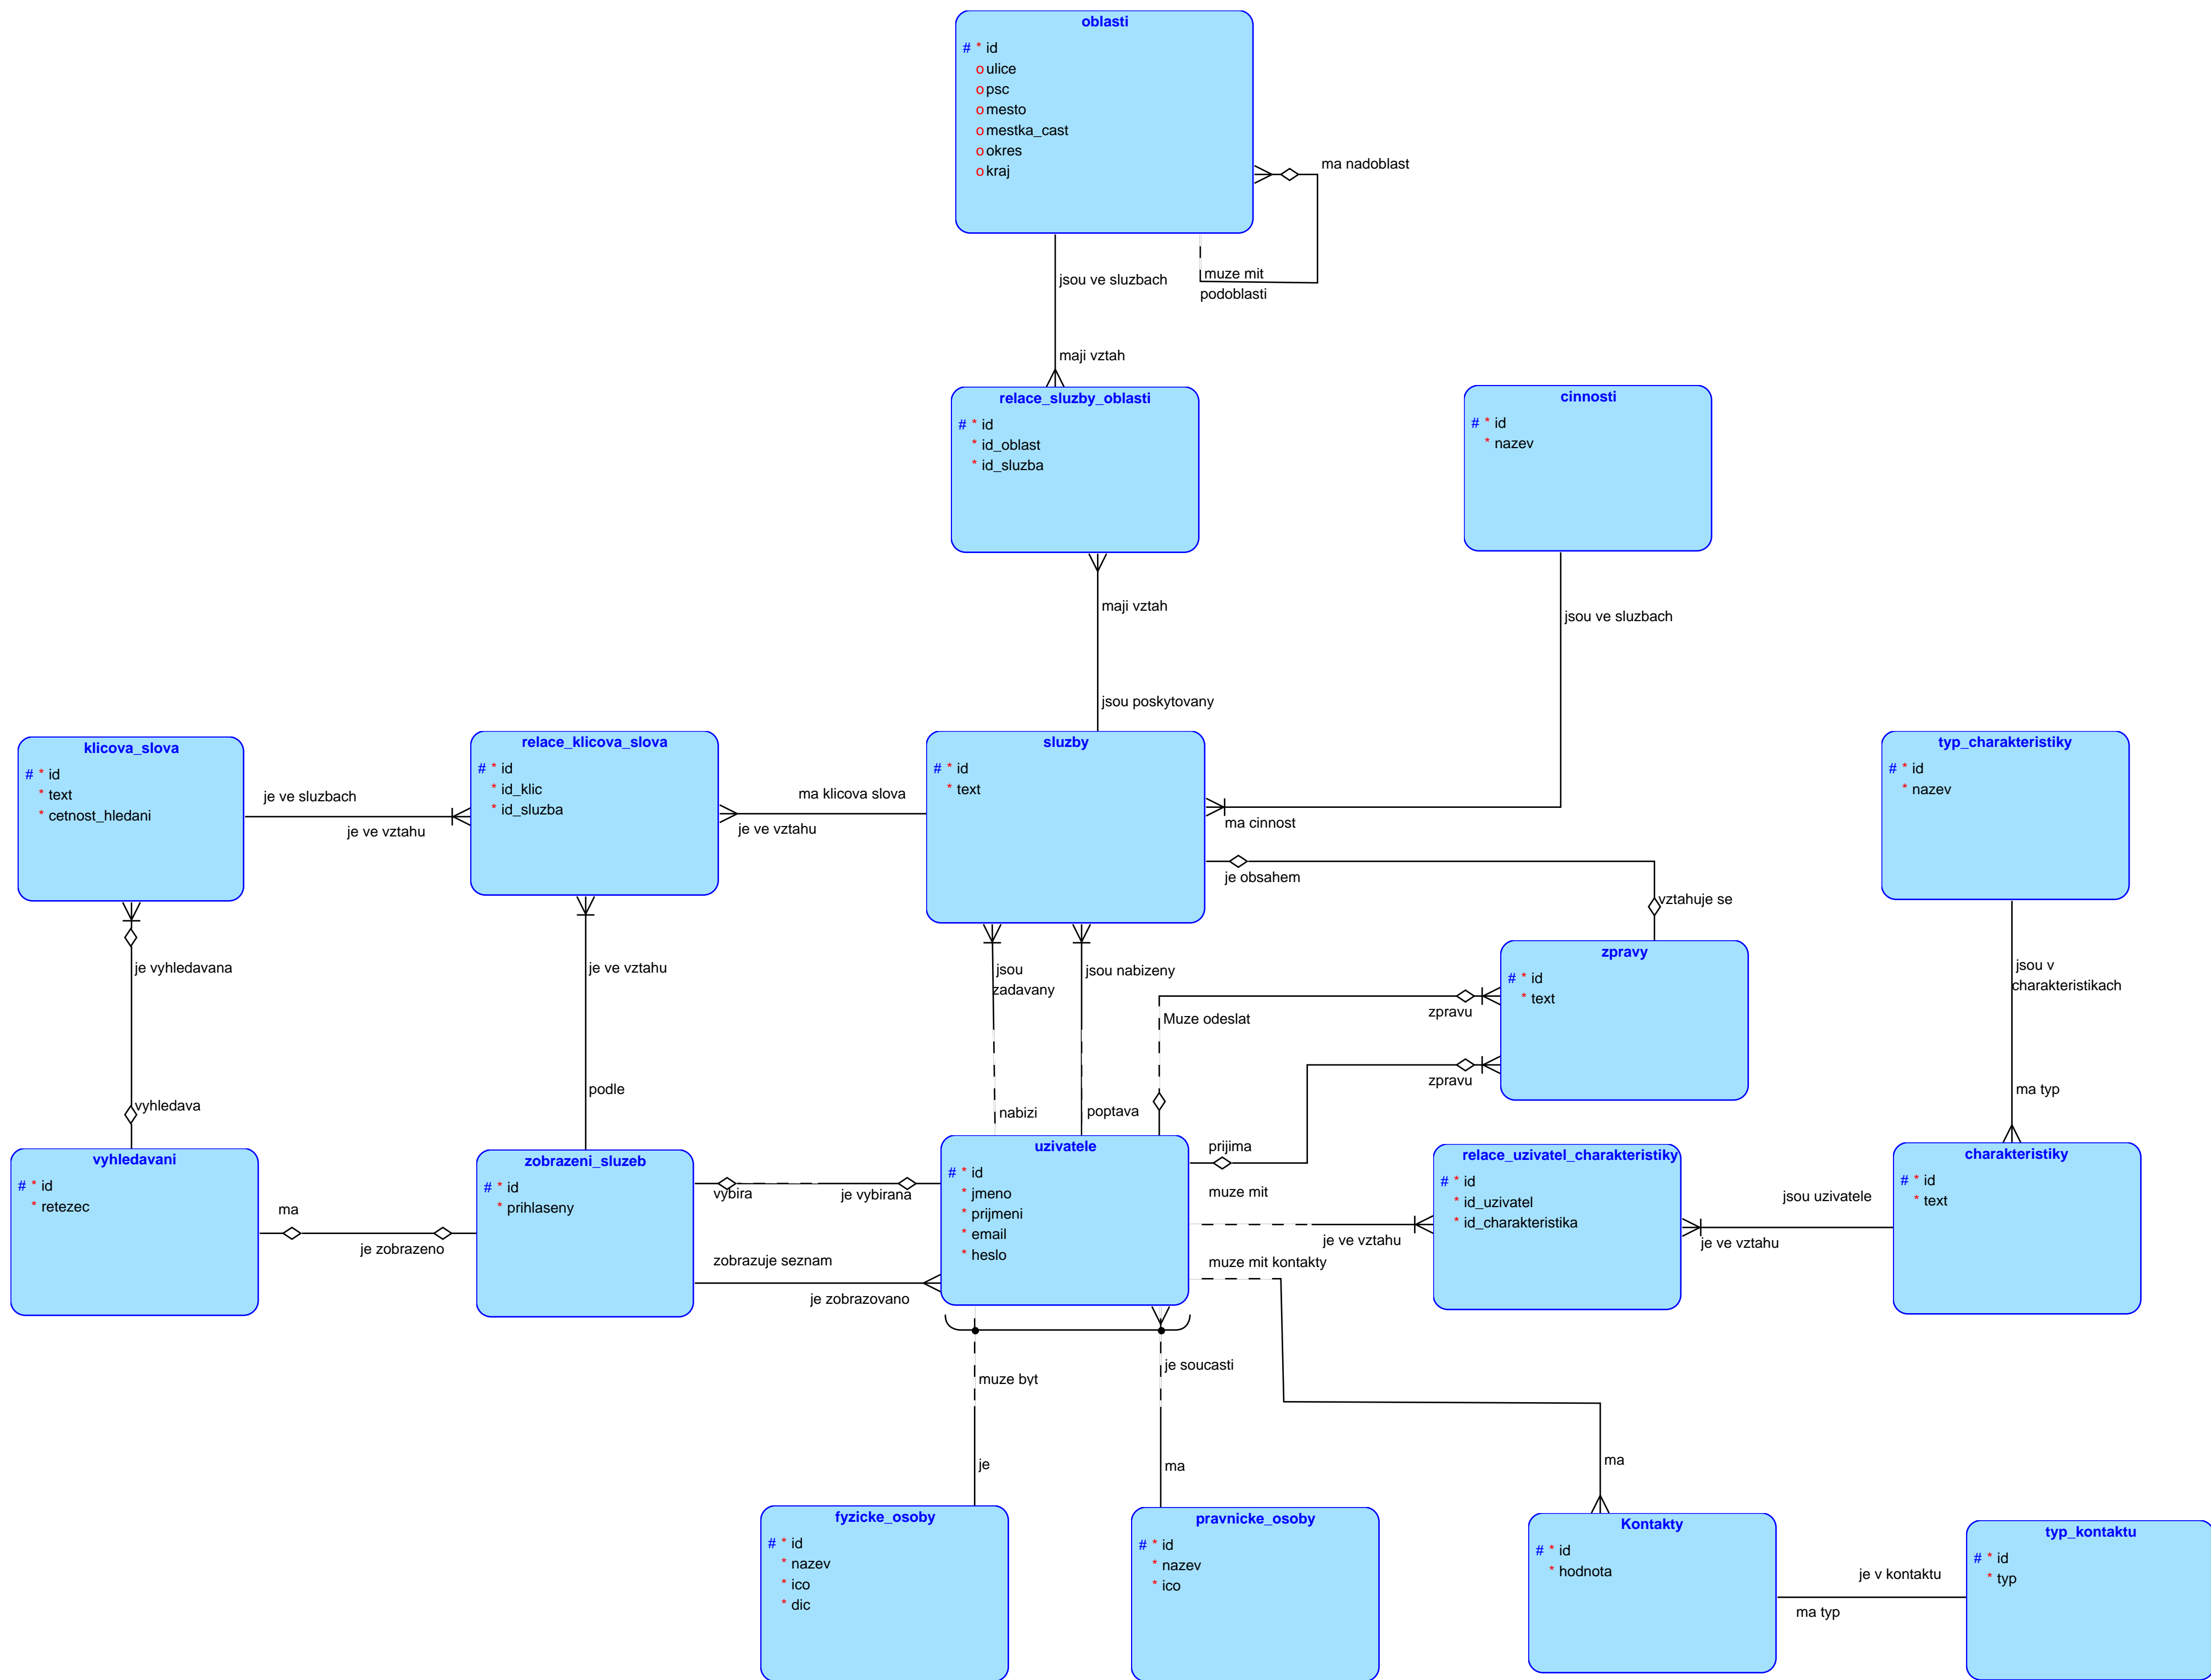 oblasti
# * id
o ulice
o psc
o mesto
o mestka_cast
o okres
o kraj
ma nadoblast
muze mit
podoblasti
jsou ve sluzbach
maji vztah
relace_sluzby_oblasti
# * id
* id_oblast
* id_sluzba
cinnosti
# * id
* nazev
maji vztah
jsou poskytovany
jsou ve sluzbach
klicova_slova
# * id
* text
* cetnost_hledani
je ve sluzbach
je ve vztahu
relace_klicova_slova
# * id
* id_klic
* id_sluzba
ma klicova slova
je ve vztahu
sluzby
# * id
* text
ma cinnost
je obsahem
vztahuje se
typ_charakteristiky
# * id
* nazev
je vyhledavana
vyhledava
je ve vztahu
podle
jsou
zadavany
nabizi
jsou nabizeny
poptava
Muze odeslat
zpravu
zpravu
prijima
zpravy
# * id
* text
jsou v
charakteristikach
ma typ
vyhledavani
# * id
* retezec
ma
je zobrazeno
zobrazeni_sluzeb
# * id
* prihlaseny
vybira
je vybirana
zobrazuje seznam
je zobrazovano
uzivatele
# * id
* jmeno
* prijmeni
* email
* heslo
muze mit
je ve vztahu
muze mit kontakty
relace_uzivatel_charakteristiky
# * id
* id_uzivatel
* id_charakteristika
jsou uzivatele
je ve vztahu
charakteristiky
# * id
* text
muze byt
je
je soucasti
ma
ma
fyzicke_osoby
# * id
* nazev
* ico
* dic
pravnicke_osoby
# * id
* nazev
* ico
Kontakty
# * id
* hodnota
je v kontaktu
ma typ
typ_kontaktu
# * id
* typ